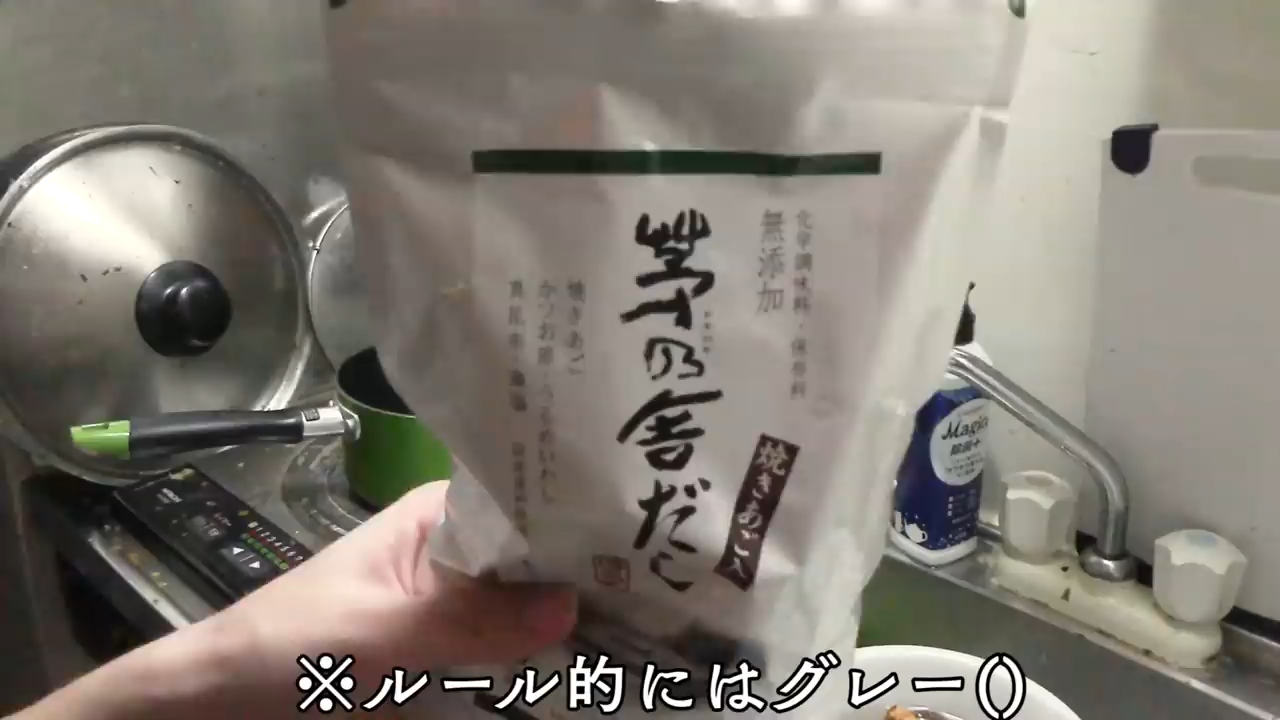 化学調味料・保存料
無添加
茅乃舎だし
焼きあご入
焼きあご
かつお節・うるめいわし
真昆布・海塩
Magica
除菌+
※ルール的にはグレー()